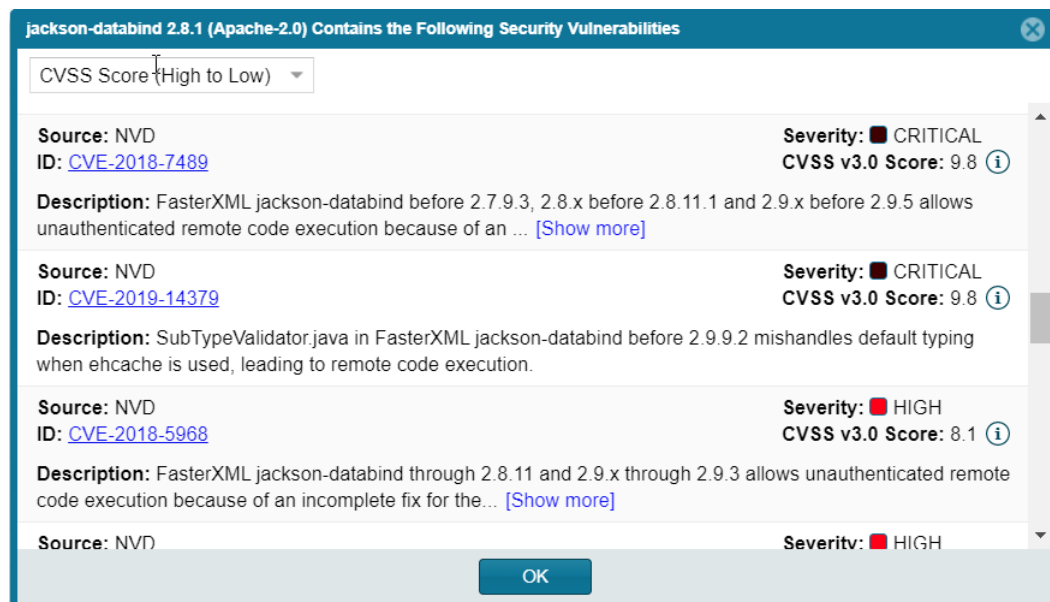 jackson-databind 2.8.1 (Apache-2.0) Contains the Following Security Vulnerabilities
CVSS Score (High to Low)
Source: NVD
Severity: CRITICAL
ID: CVE-2018-7489
CVSS v3.0 Score: 9.8
Description: FasterXML jackson-databind before 2.7.9.3, 2.8.x before 2.8.11.1 and 2.9.x before 2.9.5 allows
unauthenticated remote code execution because of an ... [Show more]
Source: NVD
Severity: CRITICAL
ID: CVE-2019-14379
CVSS v3.0 Score: 9.8
Description: SubTypeValidator.java in FasterXML jackson-databind before 2.9.9.2 mishandles default typing
when ehcache is used, leading to remote code execution.
Source: NVD
Severity: HIGH
ID: CVE-2018-5968
CVSS v3.0 Score: 8.1
Description: FasterXML jackson-databind through 2.8.11 and 2.9.x through 2.9.3 allows unauthenticated remote
code execution because of an incomplete fix for the... [Show more]
Source: NVD
Severity: HIGH
OK